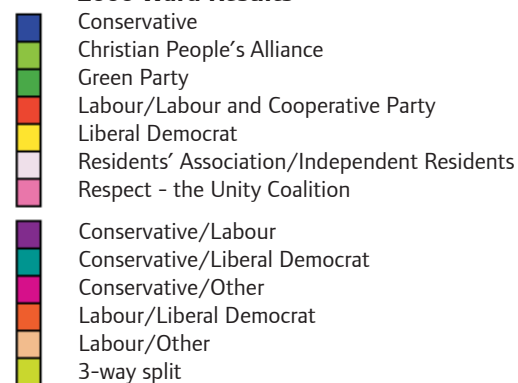 Conservative
Christian People's Alliance
Green Party
Labour/Labour and Cooperative Party
Liberal Democrat
Residents' Association/Independent Residents
Respect - the Unity Coalition
Conservative/Labour
Conservative/Liberal Democrat
Conservative/Other
Labour/Liberal Democrat
Labour/Other
3-way split